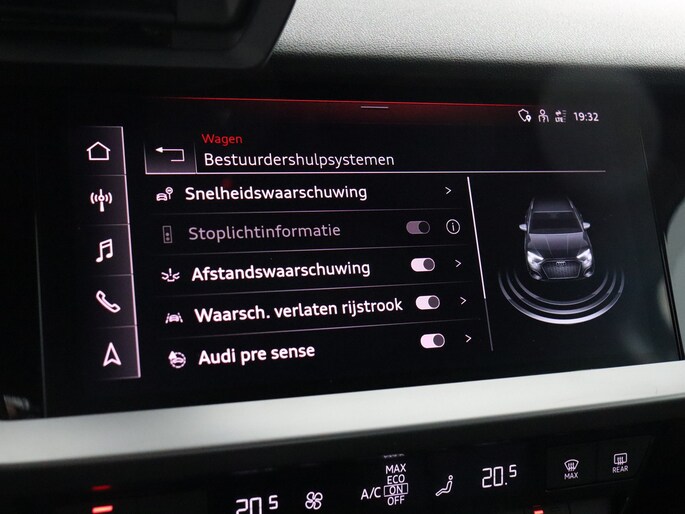 LTE 19:32
Wagen
Bestuurdershulpsystemen
Snelheidswaarschuwing
Stoplichtinformatie
Afstandswaarschuwing
Waarsch. verlaten rijstrook
Audi pre sense
20.5
A/C
MAX
ECO
ON
OFF
20.5
MAX
REAR